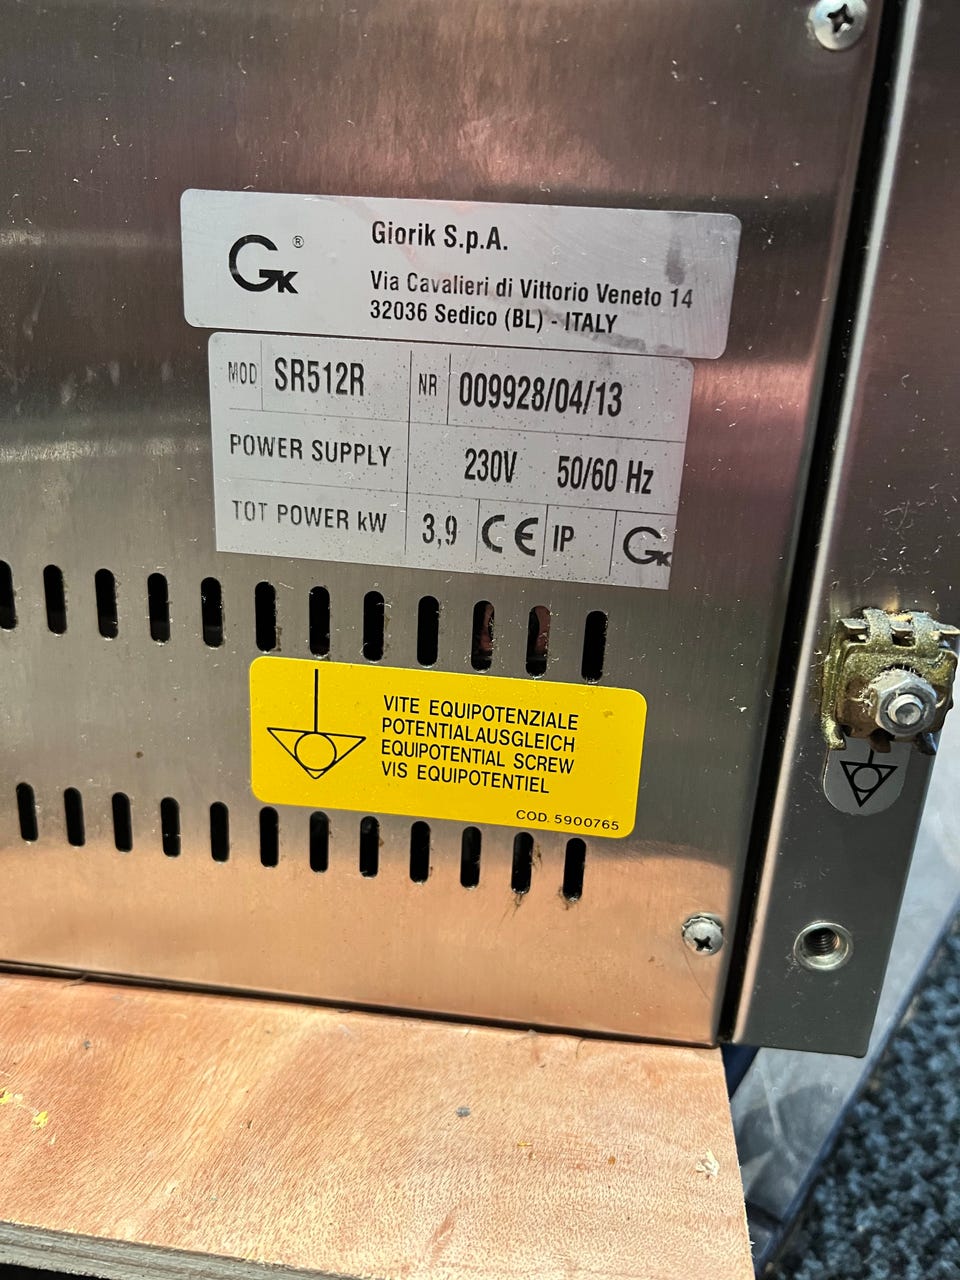 GK ®
Giorik S.p.A.
Via Cavalieri di Vittorio Veneto 14
32036 Sedico (BL) - ITALY
MOD SR512R NR 009928/04/13
POWER SUPPLY 230V 50/60 Hz
TOT POWER kW 3,9 CE IP GK
VITE EQUIPOTENZIALE
POTENTIALAUSGLEICH
EQUIPOTENTIAL SCREW
VIS EQUIPOTENTIEL
COD. 5900765